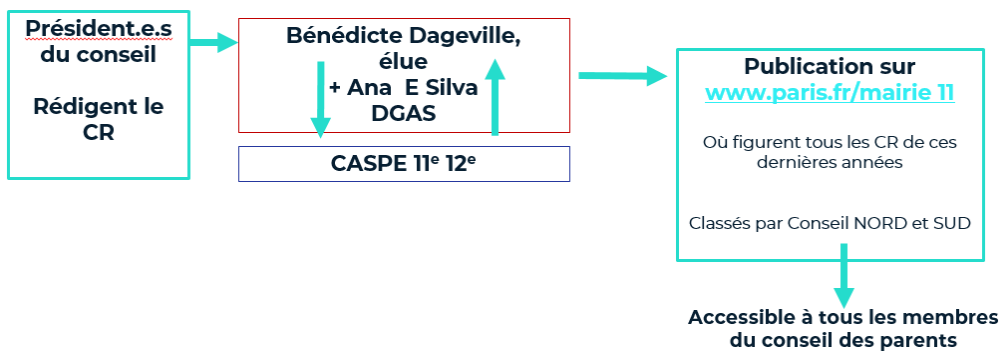 Président.e.s
du conseil
Rédigent le
CR
Bénédicte Dageville,
élue
+ Ana E Silva
DGAS
CASPE 11e 12e
Publication sur
www.paris.fr/mairie 11
Où figurent tous les CR de ces
dernières années
Classés par Conseil NORD et SUD
Accessible à tous les membres
du conseil des parents